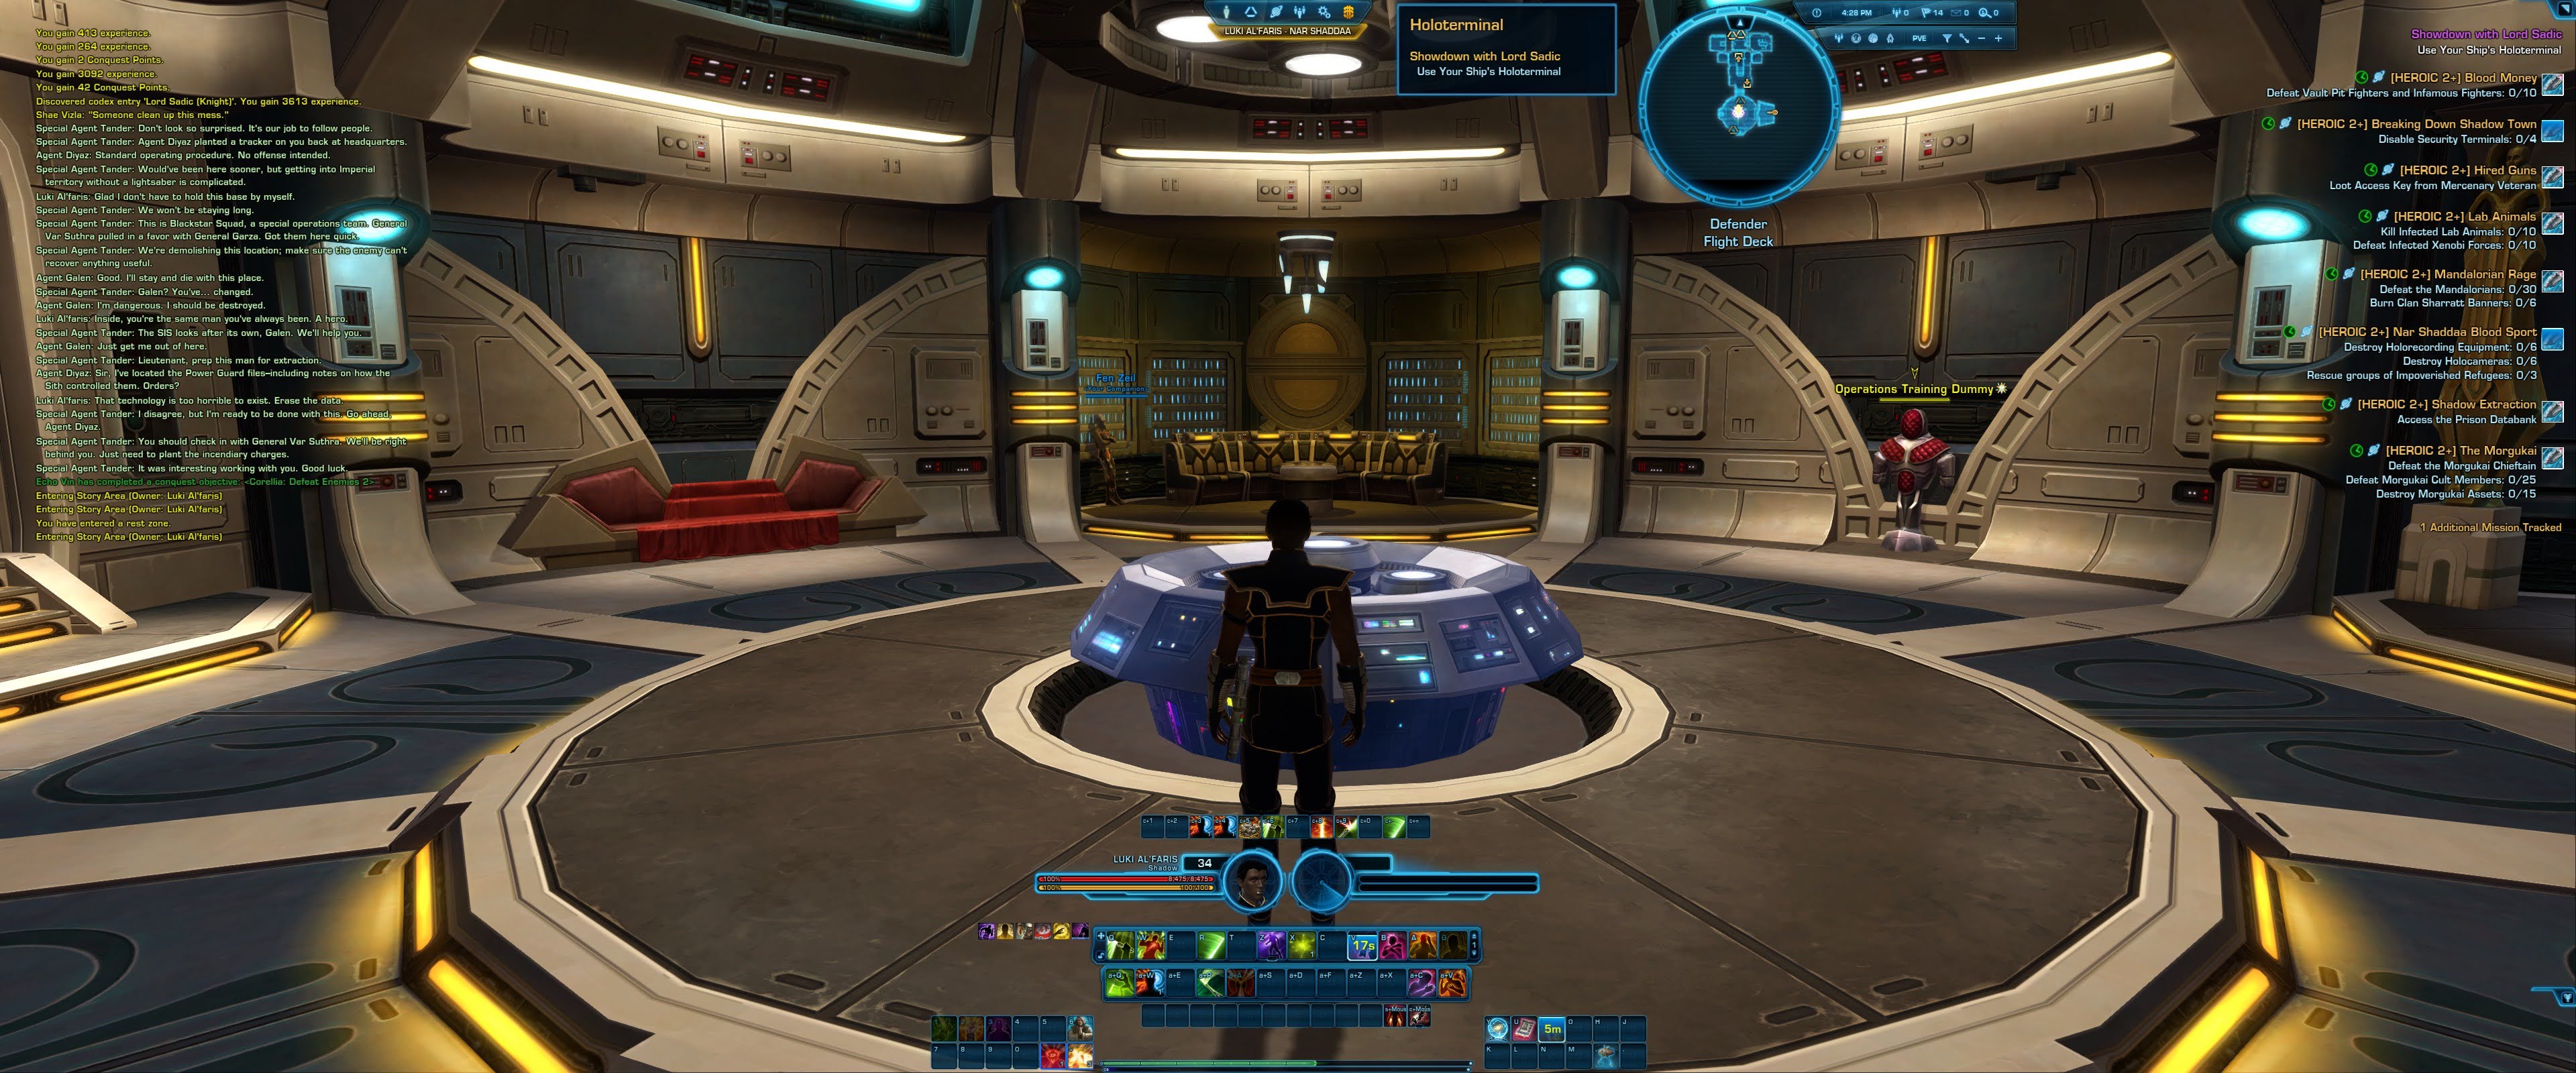 You gain 413 experience.
You gain 264 experience.
You gain 2 Conquest Points.
You gain 3092 experience.
You gain 42 Conquest Points.
Discovered codex entry 'Lord Sadic (Knight)'. You gain 3613 experience.
Shae Vizla: "Someone clean up this mess."
Special Agent Tander: Don't look so surprised. It's our job to follow people.
Special Agent Tander: Agent Diyaz planted a tracker on you back at headquarters.
Agent Diyaz: Standard operating procedure. No offense intended.
Special Agent Tander: Would've been here sooner, but getting into Imperial
territory without a lightsaber is complicated.
Luki Al'faris: Glad I don't have to hold this base by myself.
Special Agent Tander: We won't be staying long.
Special Agent Tander: This is Blackstar Squad, a special operations team. General
Var Suthra pulled in a favor with General Garza. Got them here quick.
Special Agent Tander: We're demolishing this location; make sure the enemy can't
recover anything useful.
Agent Galen: Good. I'll stay and die with this place.
Special Agent Tander: Galen? You've... changed.
Agent Galen: I'm dangerous. I should be destroyed.
Luki Al'faris: Inside, you're the same man you've always been. A hero.
Special Agent Tander: The SIS looks after its own, Galen. We'll help you.
Agent Galen: Just get me out of here.
Special Agent Tander: Lieutenant, prep this man for extraction.
Agent Diyaz: Sir, I've located the Power Guard files—including notes on how the
Sith controlled them. Orders?
Luki Al'faris: That technology is too horrible to exist. Erase the data.
Special Agent Tander: I disagree, but I'm ready to be done with this. Go ahead,
Agent Diyaz.
Special Agent Tander: You should check in with General Var Suthra. We'll be right
behind you. Just need to plant the incendiary charges.
Special Agent Tander: It was interesting working with you. Good luck.
Echo Vin has completed a conquest objective: <Corellia: Defeat Enemies 2>
Entering Story Area (Owner: Luki Al'faris)
Entering Story Area (Owner: Luki Al'faris)
You have entered a rest zone.
Entering Story Area (Owner: Luki Al'faris)
LUKI AL'FARIS - NAR SHADDAA
Holoterminal
Showdown with Lord Sadic
Use Your Ship's Holoterminal
4:28 PM 0 14 0 0
PVE
Defender
Flight Deck
Showdown with Lord Sadic
Use Your Ship's Holoterminal
[HEROIC 2+] Blood Money
Defeat Vault Pit Fighters and Infamous Fighters: 0/10
[HEROIC 2+] Breaking Down Shadow Town
Disable Security Terminals: 0/4
[HEROIC 2+] Hired Guns
Loot Access Key from Mercenary Veteran
[HEROIC 2+] Lab Animals
Kill Infected Lab Animals: 0/10
Defeat Infected Xenobi Forces: 0/10
[HEROIC 2+] Mandalorian Rage
Defeat the Mandalorians: 0/30
Burn Clan Sharratt Banners: 0/6
[HEROIC 2+] Nar Shaddaa Blood Sport
Destroy Holorecording Equipment: 0/6
Destroy Holocameras: 0/6
Rescue groups of Impoverished Refugees: 0/3
[HEROIC 2+] Shadow Extraction
Access the Prison Databank
[HEROIC 2+] The Morgukai
Defeat the Morgukai Chieftain
Defeat Morgukai Cult Members: 0/25
Destroy Morgukai Assets: 0/15
1 Additional Mission Tracked
Fen Zeil
Operations Training Dummy
LUKI AL'FARIS 34
Shadow
100% 8,475/8,475
100% 100/100
17s
5m